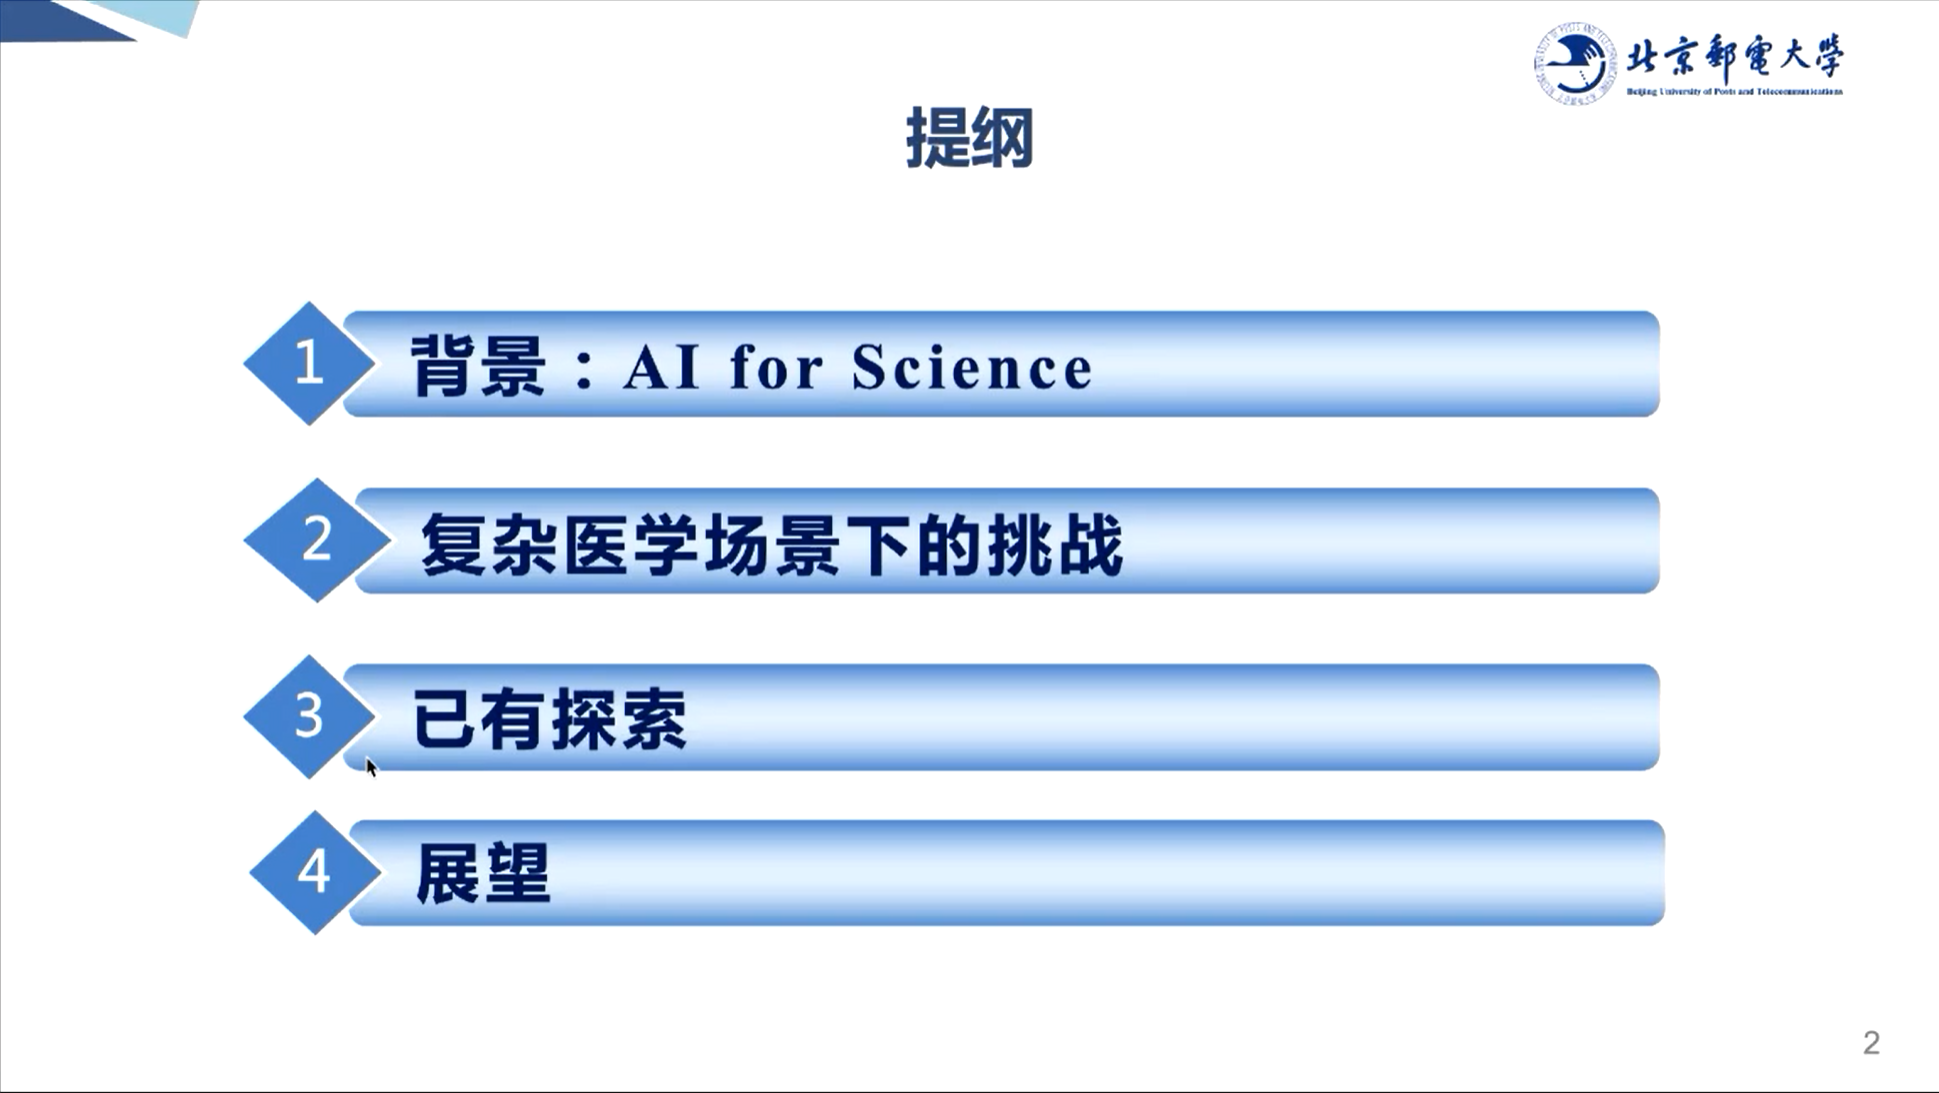 北京郵電大学
Beijing University of Posts and Telecommunications
提纲
1 背景：AI for Science
2 复杂医学场景下的挑战
3 已有探索
4 展望
2